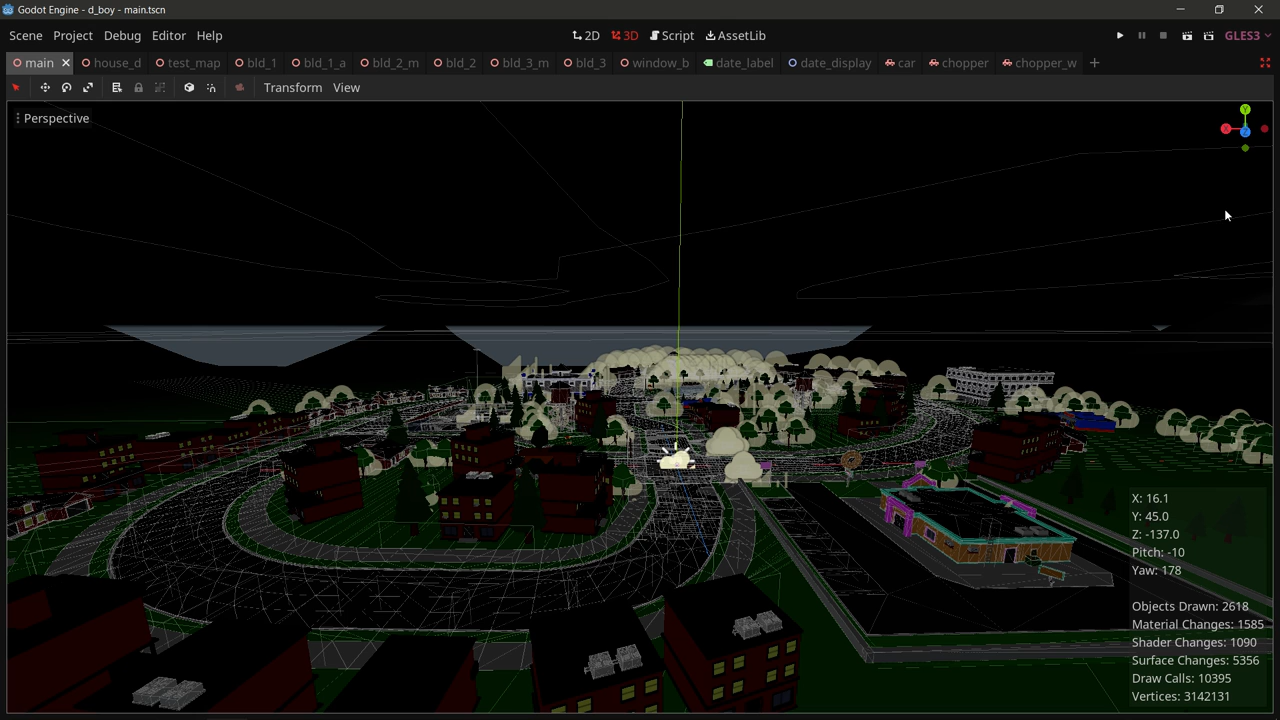 Godot Engine - d_boy - main.tscn
Scene Project Debug Editor Help 2D 3D Script AssetLib GLES3
main house_d test_map bld_1 bld_1_a bld_2_m bld_2 bld_3_m bld_3 window_b date_label date_display car chopper chopper_w
Transform View
Perspective
Y
X
Z
X: 16.1
Y: 45.0
Z: -137.0
Pitch: -10
Yaw: 178
Objects Drawn: 2618
Material Changes: 1585
Shader Changes: 1090
Surface Changes: 5356
Draw Calls: 10395
Vertices: 3142131